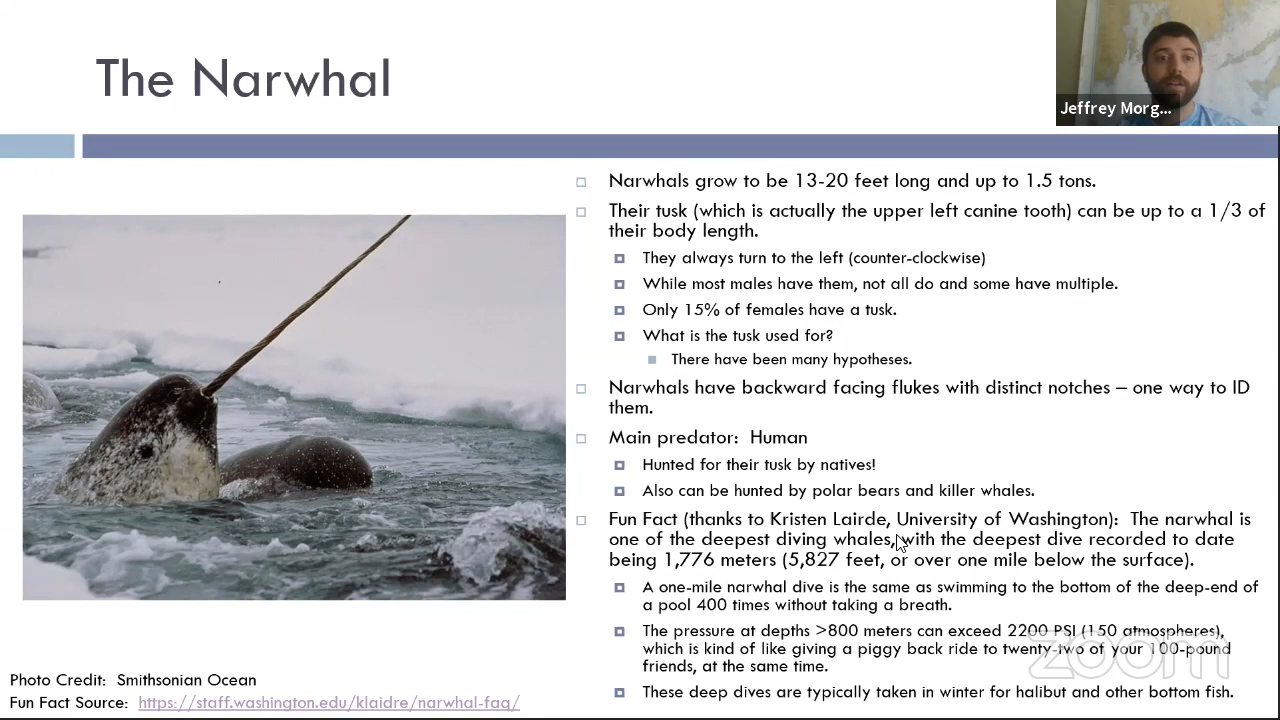 The Narwhal
Jeffrey Morg...
Narwhals grow to be 13-20 feet long and up to 1.5 tons.
Their tusk (which is actually the upper left canine tooth) can be up to a 1/3 of
their body length.
They always turn to the left (counter-clockwise)
While most males have them, not all do and some have multiple.
Only 15% of females have a tusk.
What is the tusk used for?
There have been many hypotheses.
Narwhals have backward facing flukes with distinct notches – one way to ID
them.
Main predator:  Human
Hunted for their tusk by natives!
Also can be hunted by polar bears and killer whales.
Fun Fact (thanks to Kristen Lairde, University of Washington):  The narwhal is
one of the deepest diving whales, with the deepest dive recorded to date
being 1,776 meters (5,827 feet, or over one mile below the surface).
A one-mile narwhal dive is the same as swimming to the bottom of the deep-end of
a pool 400 times without taking a breath.
The pressure at depths >800 meters can exceed 2200 PSI (150 atmospheres),
which is kind of like giving a piggy back ride to twenty-two of your 100-pound
friends, at the same time.
These deep dives are typically taken in winter for halibut and other bottom fish.
zoom
Photo Credit:  Smithsonian Ocean
Fun Fact Source:  https://staff.washington.edu/klaidre/narwhal-faq/